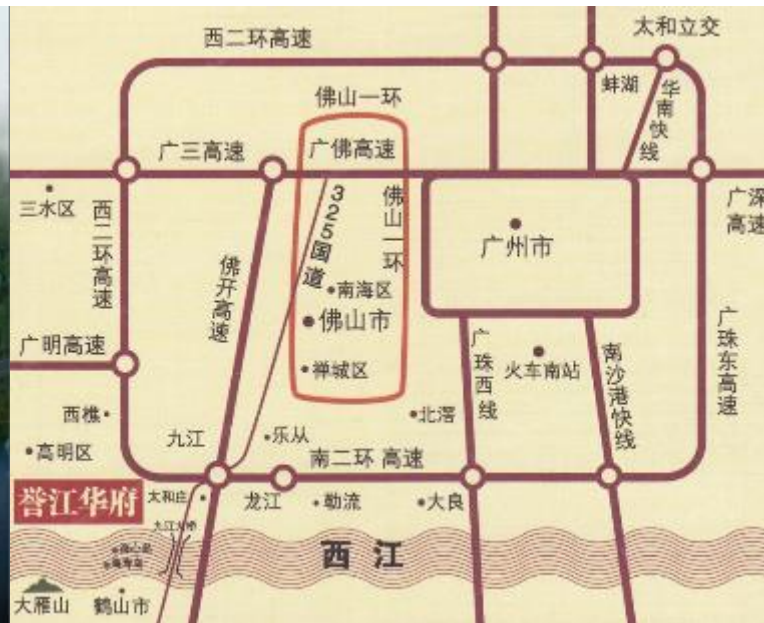 太和立交
西二环高速
蚌湖
华南快线
佛山一环
广三高速
广佛高速
三水区
西二环高速
325国道
佛山一环
广深高速
广州市
佛开高速
南海区
佛山市
广明高速
禅城区
广珠西线
火车南站
南沙港快线
广珠东高速
西樵
北滘
九江
乐从
高明区
南二环 高速
誉江华府
太和庄
龙江
勒流
大良
九江大桥
西江
大雁山
鹤山市